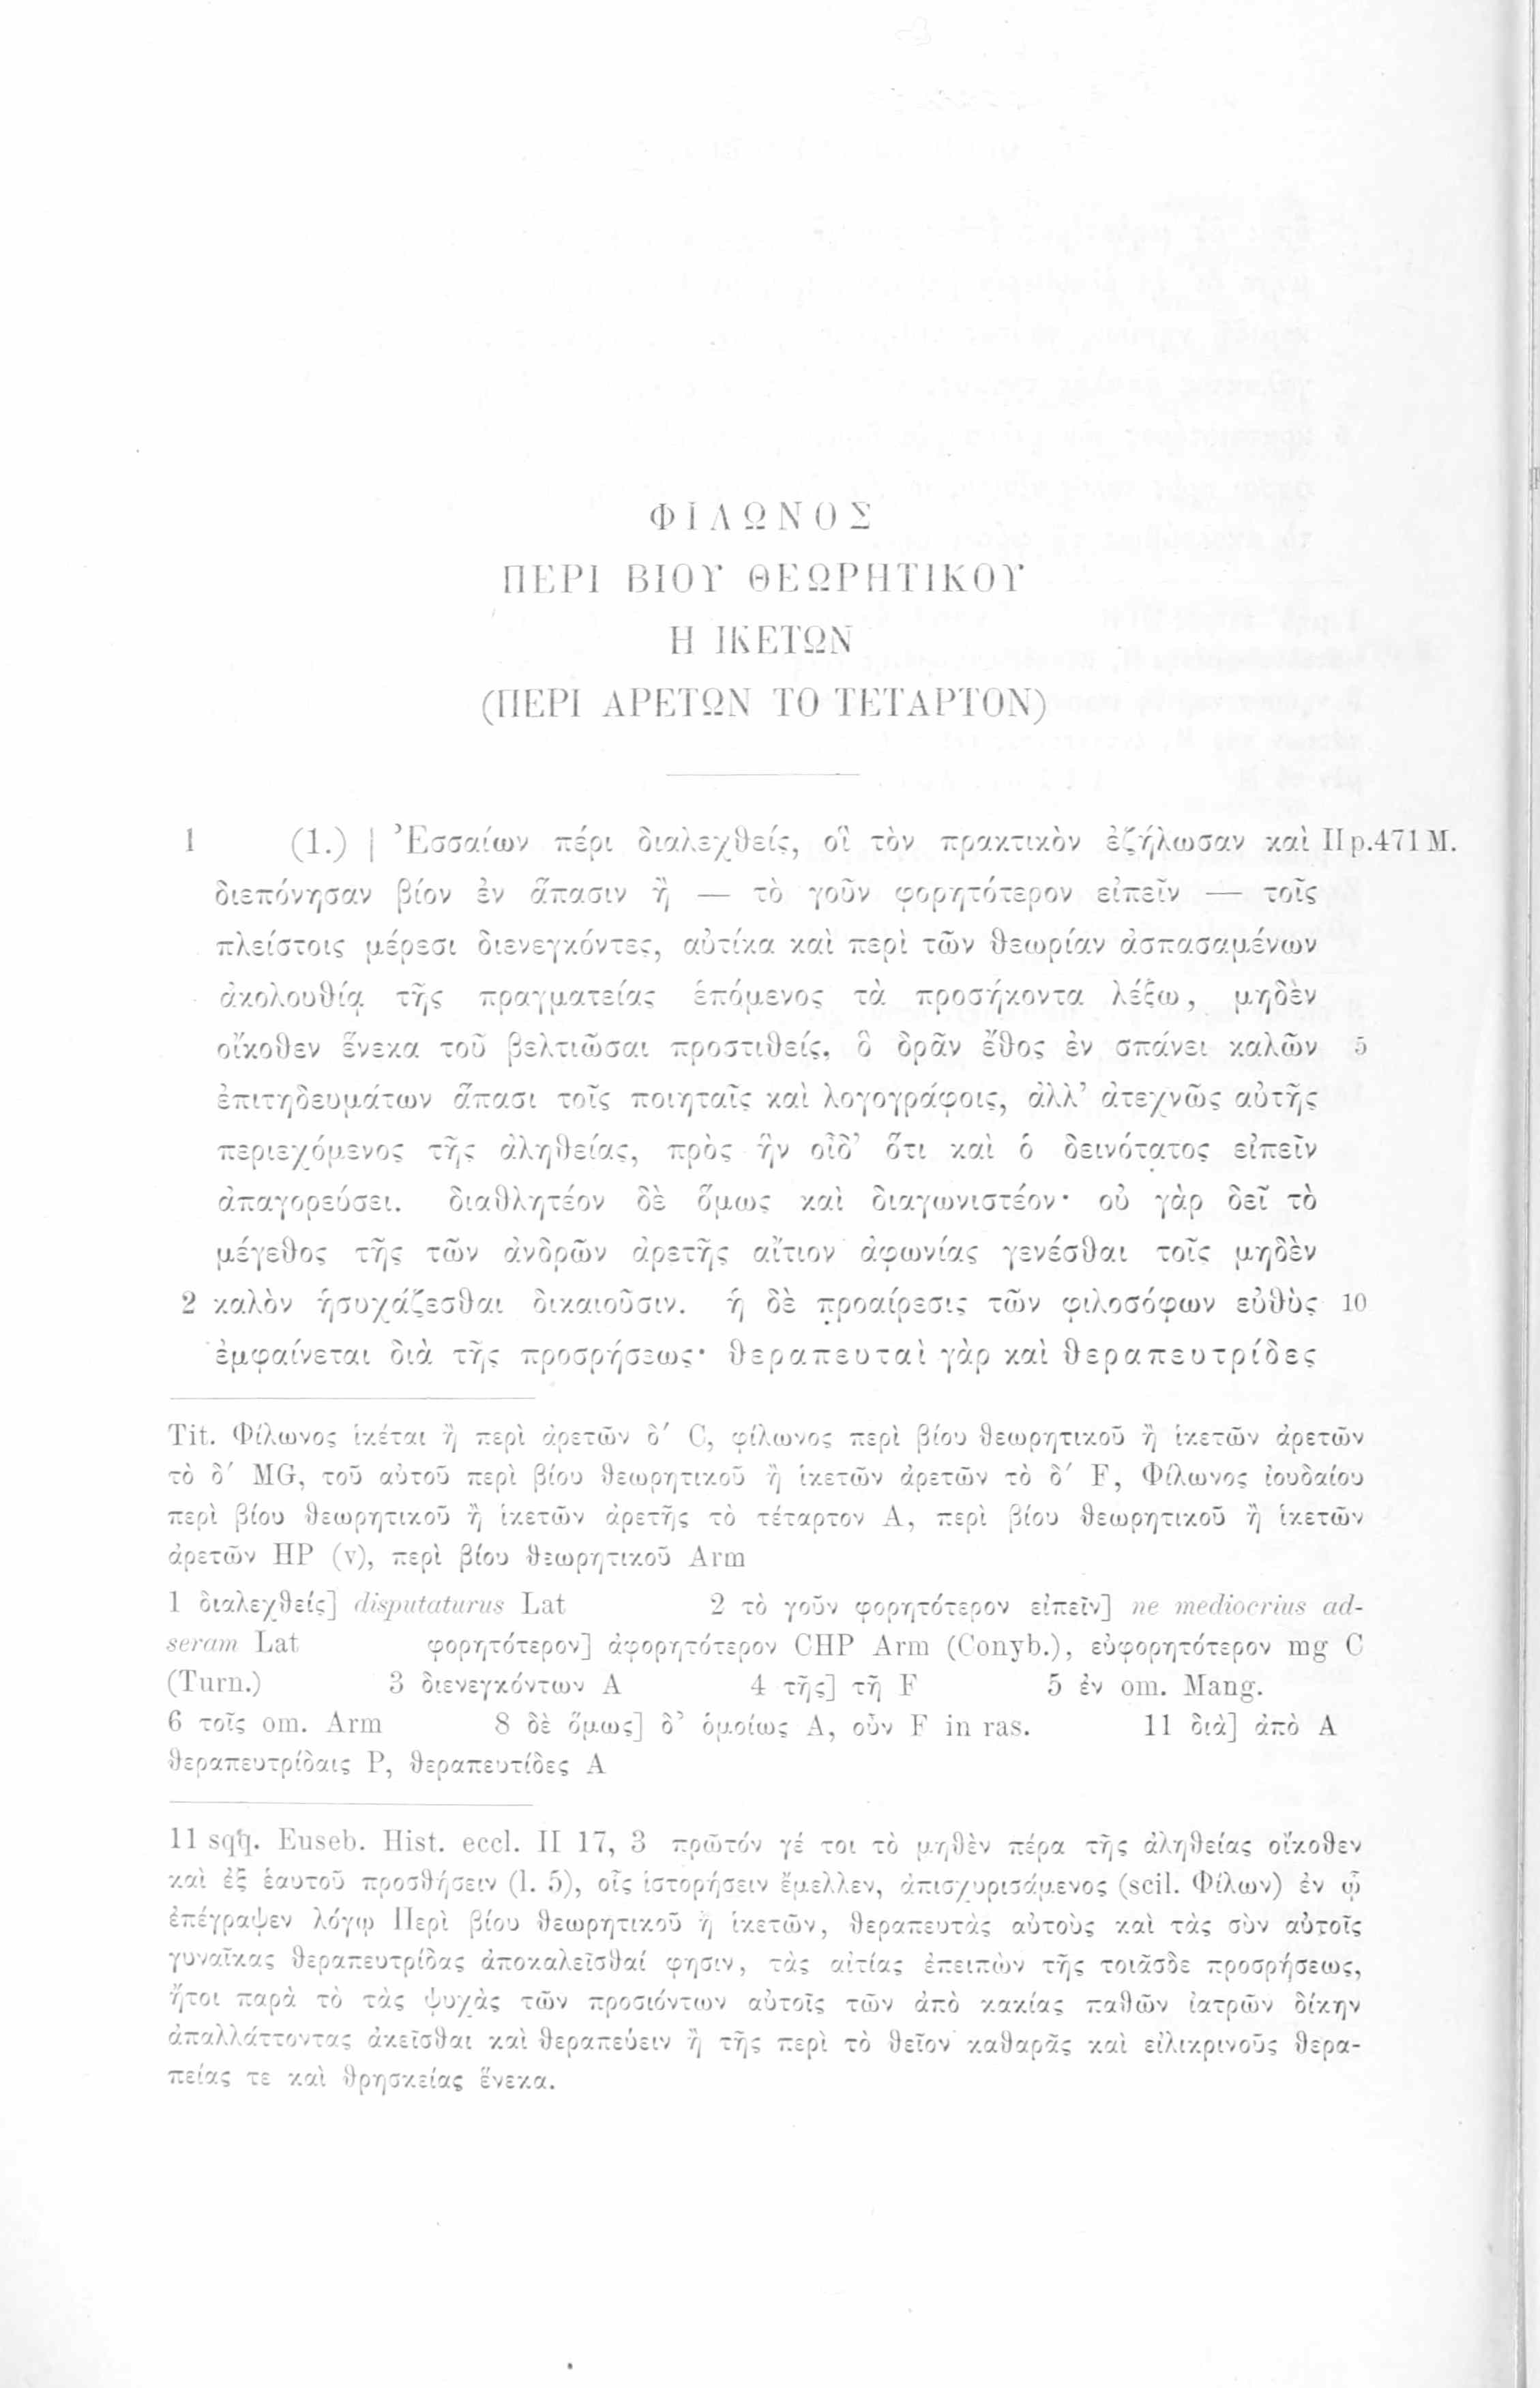 ΦΙΛΩΝΟΣ
ΠΕΡΙ ΒΙΟΥ ΘΕΩΡΗΤΙΚΟΥ
Η ΙΚΕΤΩΝ
(ΠΕΡΙ ΑΡΕΤΩΝ ΤΟ ΤΕΤΑΡΤΟΝ)
1 (1.) | Ἐσσαίων πέρι διαλεχθείς, οἳ τὸν πρακτικὸν ἐζήλωσαν καὶ II p. 471 M.
διεπόνησαν βίον ἐν ἅπασιν ἢ — τὸ γοῦν φορητότερον εἰπεῖν — τοῖς
πλείστοις μέρεσι διενεγκόντες, αὐτίκα καὶ περὶ τῶν θεωρίαν ἀσπασαμένων
ἀκολουθίᾳ τῆς πραγματείας ἑπόμενος τὰ προσήκοντα λέξω, μηδὲν
οἴκοθεν ἕνεκα τοῦ βελτιῶσαι προστιθείς, ὃ δρᾶν ἔθος ἐν σπάνει καλῶν 5
ἐπιτηδευμάτων ἅπασι τοῖς ποιηταῖς καὶ λογογράφοις, ἀλλ’ ἀτεχνῶς αὐτῆς
περιεχόμενος τῆς ἀληθείας, πρὸς ἣν οἶδ’ ὅτι καὶ ὁ δεινότατος εἰπεῖν
ἀπαγορεύσει. διαθλητέον δὲ ὅμως καὶ διαγωνιστέον· οὐ γὰρ δεῖ τὸ
μέγεθος τῆς τῶν ἀνδρῶν ἀρετῆς αἴτιον ἀφωνίας γενέσθαι τοῖς μηδὲν
2 καλὸν ἡσυχάζεσθαι δικαιοῦσιν. ἡ δὲ προαίρεσις τῶν φιλοσόφων εὐθὺς 10
ἐμφαίνεται διὰ τῆς προσρήσεως· θεραπευταὶ γὰρ καὶ θεραπευτρίδες
Tit. Φίλωνος ἱκέται ἢ περὶ ἀρετῶν δ′ C, φίλωνος περὶ βίου θεωρητικοῦ ἢ ἱκετῶν ἀρετῶν
τὸ δ′ MG, τοῦ αὐτοῦ περὶ βίου θεωρητικοῦ ἢ ἱκετῶν ἀρετῶν τὸ δ′ F, Φίλωνος ἰουδαίου
περὶ βίου θεωρητικοῦ ἢ ἱκετῶν ἀρετῆς τὸ τέταρτον A, περὶ βίου θεωρητικοῦ ἢ ἱκετῶν
ἀρετῶν HP (v), περὶ βίου θεωρητικοῦ Arm
1 διαλεχθείς] disputaturus Lat 2 τὸ γοῦν φορητότερον εἰπεῖν] ne mediocrius ad-
seram Lat φορητότερον] ἀφορητότερον CHP Arm (Conyb.), εὐφορητότερον mg C
(Turn.) 3 διενεγκόντων A 4 τῆς] τῇ F 5 ἐν om. Mang.
6 τοῖς om. Arm 8 δὲ ὅμως] δ’ ὁμοίως A, οὖν F in ras. 11 διὰ] ἀπὸ A
θεραπευτρίδαις P, θεραπευτίδες A
11 sqq. Euseb. Hist. eccl. II 17, 3 πρῶτόν γέ τοι τὸ μηθὲν πέρα τῆς ἀληθείας οἴκοθεν
καὶ ἐξ ἑαυτοῦ προσθήσειν (l. 5), οἷς ἱστορήσειν ἔμελλεν, ἀπισχυρισάμενος (scil. Φίλων) ἐν ᾧ
ἐπέγραψεν λόγῳ Περὶ βίου θεωρητικοῦ ἢ ἱκετῶν, θεραπευτὰς αὐτοὺς καὶ τὰς σὺν αὐτοῖς
γυναῖκας θεραπευτρίδας ἀποκαλεῖσθαί φησιν, τὰς αἰτίας ἐπειπὼν τῆς τοιᾶσδε προσρήσεως,
ἤτοι παρὰ τὸ τὰς ψυχὰς τῶν προσιόντων αὐτοῖς τῶν ἀπὸ κακίας παθῶν ἰατρῶν δίκην
ἀπαλλάττοντας ἀκεῖσθαι καὶ θεραπεύειν ἢ τῆς περὶ τὸ θεῖον καθαρᾶς καὶ εἰλικρινοῦς θερα-
πείας τε καὶ θρησκείας ἕνεκα.